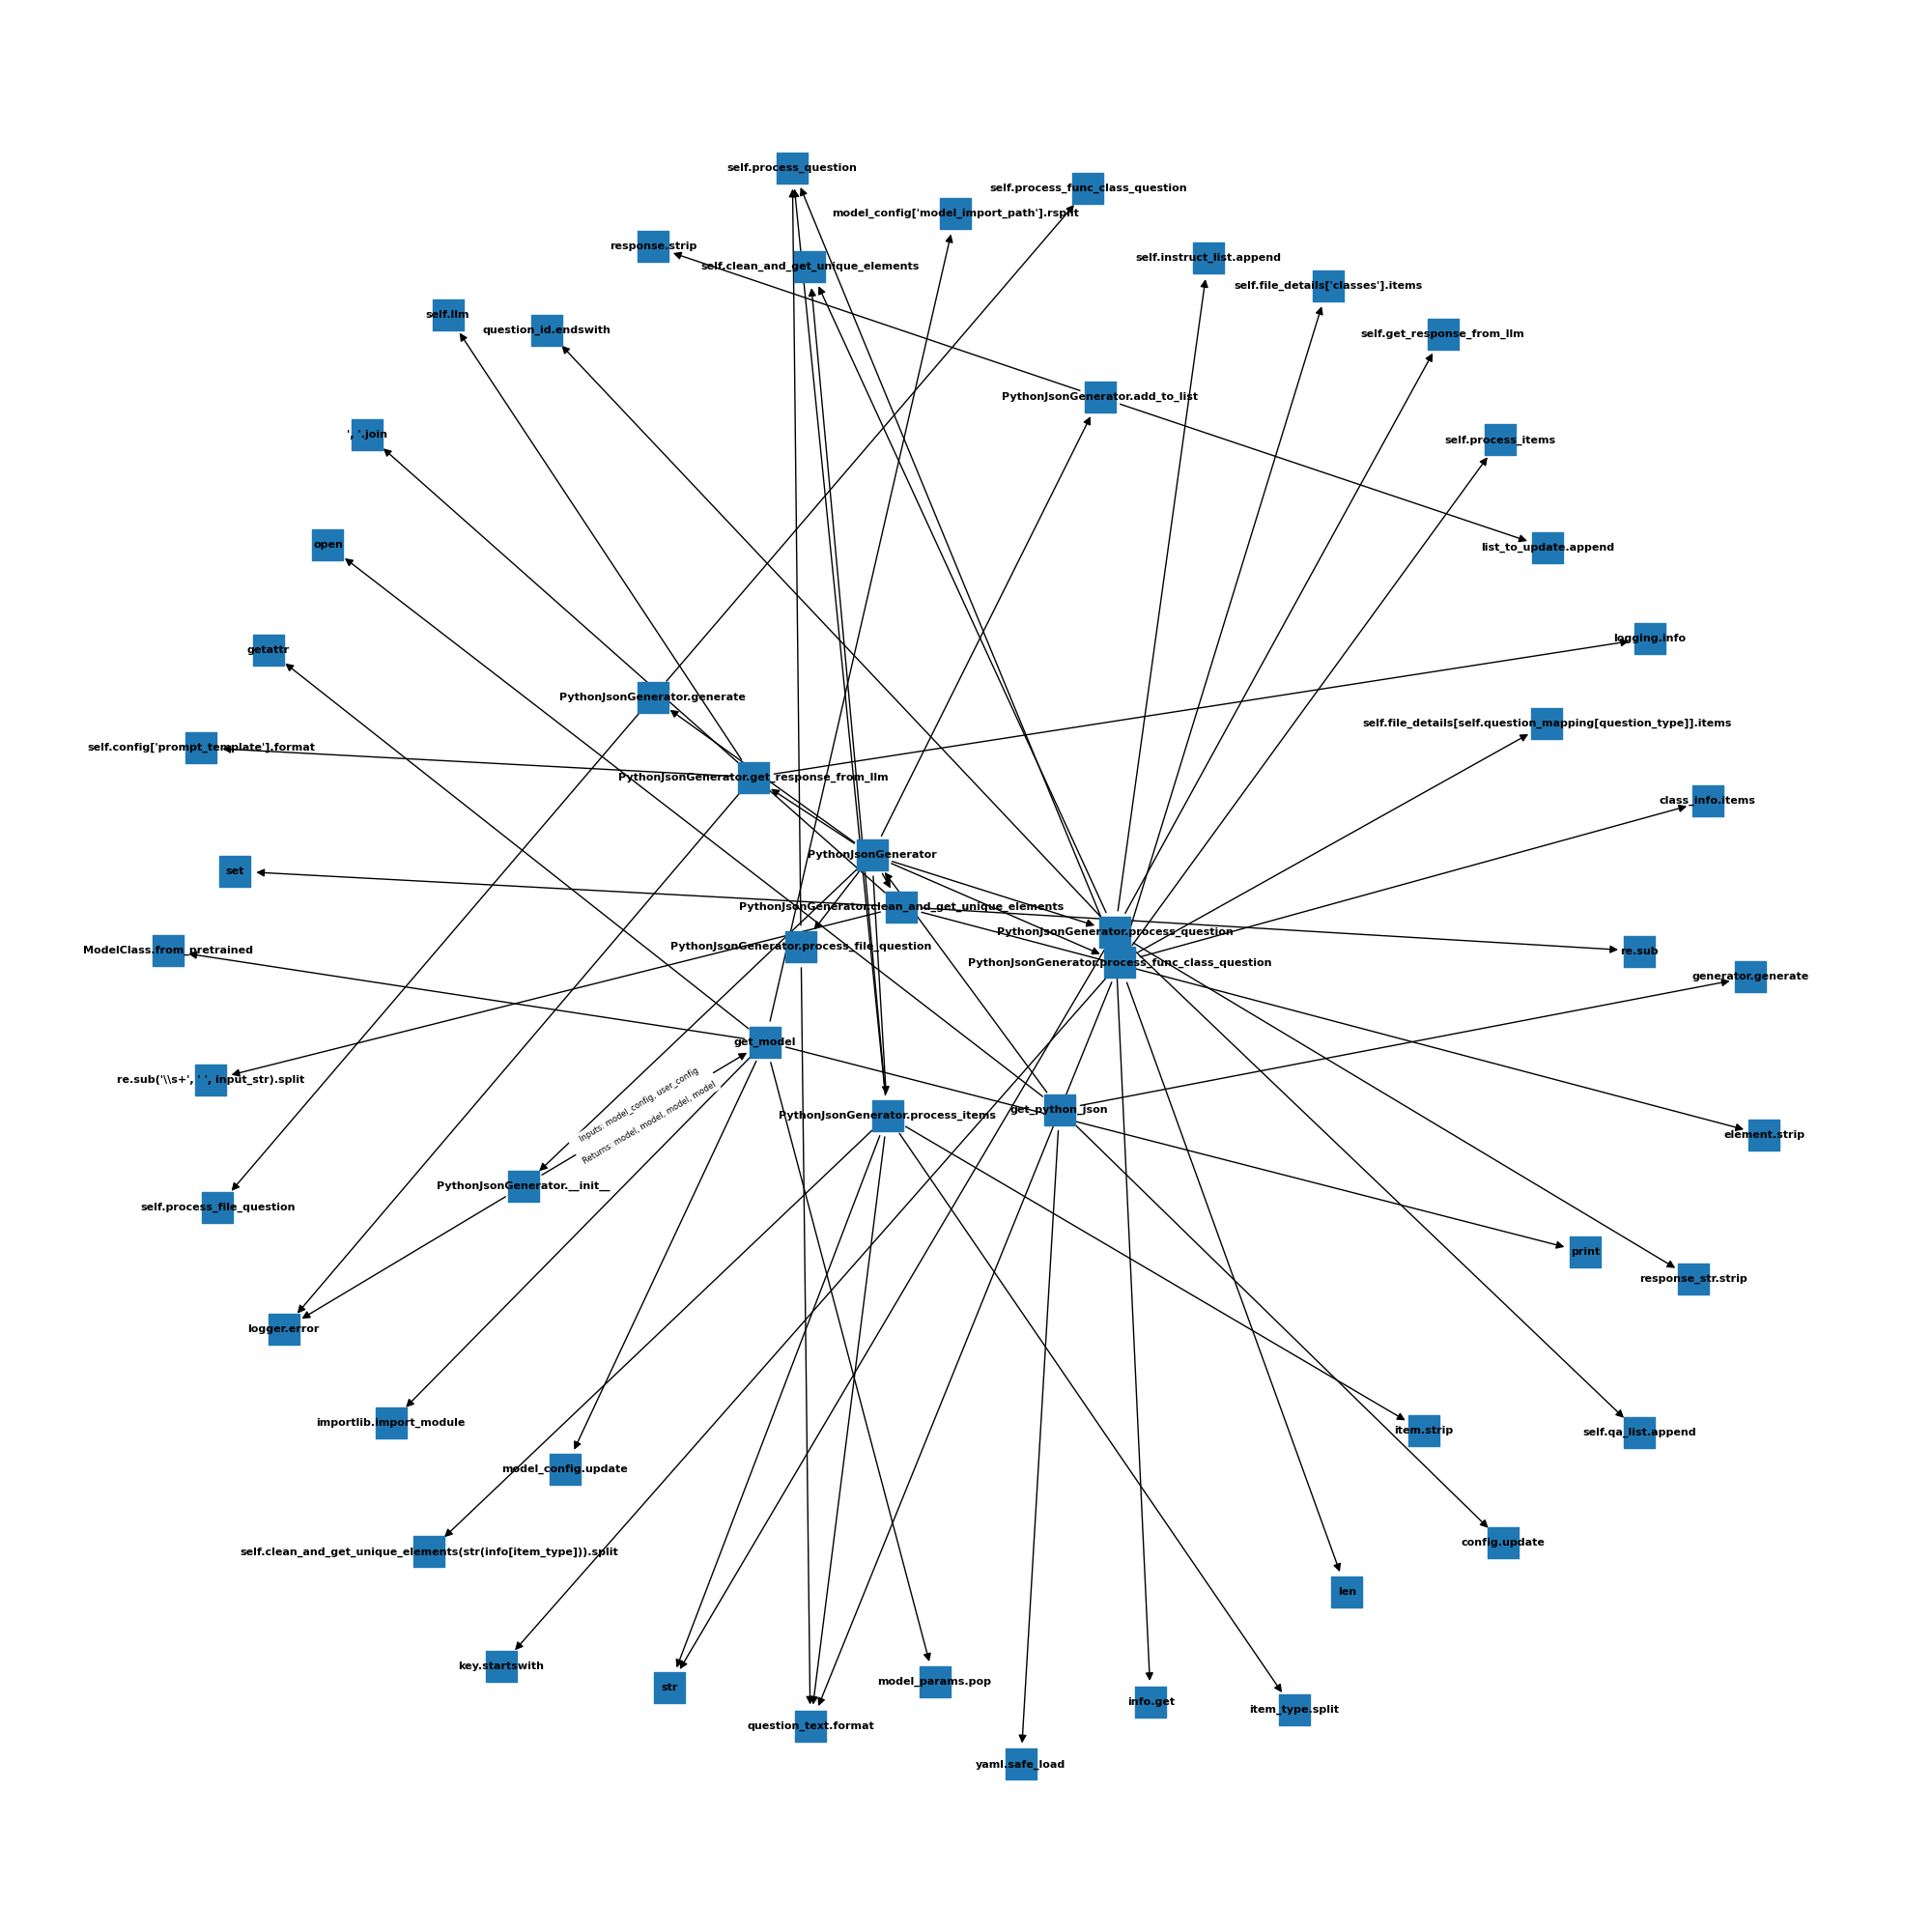 self.process_question
self.process_func_class_question
model_config['model_import_path'].rsplit
response.strip
self.instruct_list.append
self.clean_and_get_unique_elements
self.file_details['classes'].items
self.llm
question_id.endswith
self.get_response_from_llm
PythonJsonGenerator.add_to_list
', '.join
self.process_items
open
list_to_update.append
logging.info
getattr
PythonJsonGenerator.generate
self.file_details[self.question_mapping[question_type]].items
self.config['prompt_template'].format
PythonJsonGenerator.get_response_from_llm
class_info.items
PythonJsonGenerator
set
PythonJsonGenerator.clean_and_get_unique_elements
PythonJsonGenerator.process_question
PythonJsonGenerator.process_file_question
ModelClass.from_pretrained
re.sub
PythonJsonGenerator.process_func_class_question
generator.generate
get_model
re.sub('\\s+', ' ', input_str).split
Inputs: model_config, user_config
Returns: model, model, model, model
get_python_json
PythonJsonGenerator.process_items
element.strip
PythonJsonGenerator.__init__
self.process_file_question
print
response_str.strip
logger.error
importlib.import_module
item.strip
self.qa_list.append
model_config.update
config.update
self.clean_and_get_unique_elements(str(info[item_type])).split
len
key.startswith
str
model_params.pop
info.get
item_type.split
question_text.format
yaml.safe_load